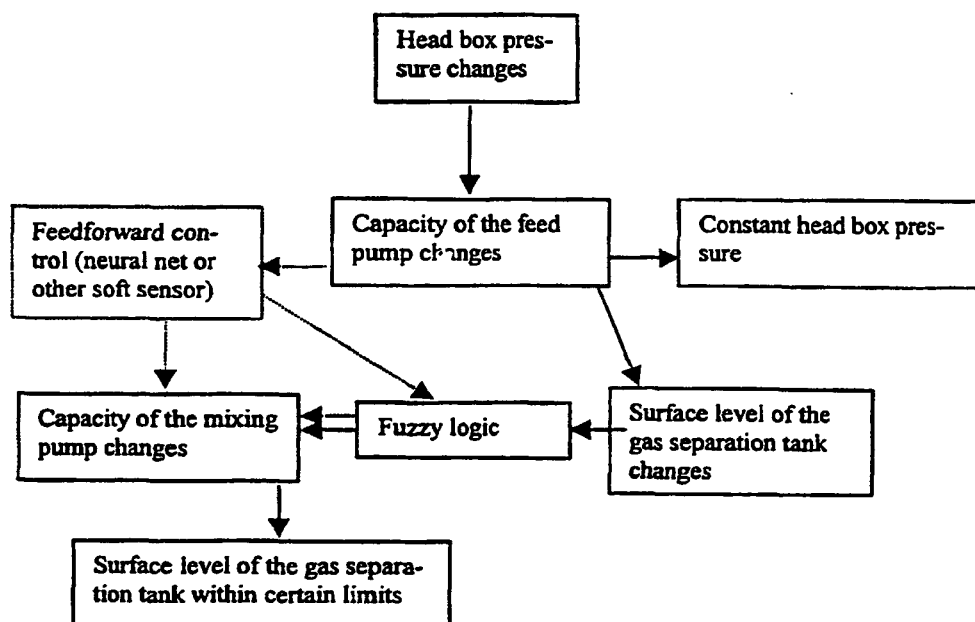 Head box pres-
sure changes
Capacity of the feed
pump changes
Constant head box pres-
sure
Feedforward con-
trol (neural net or
other soft sensor)
Capacity of the mixing
pump changes
Fuzzy logic
Surface level of the
gas separation tank
changes
Surface level of the gas separa-
tion tank within certain limits